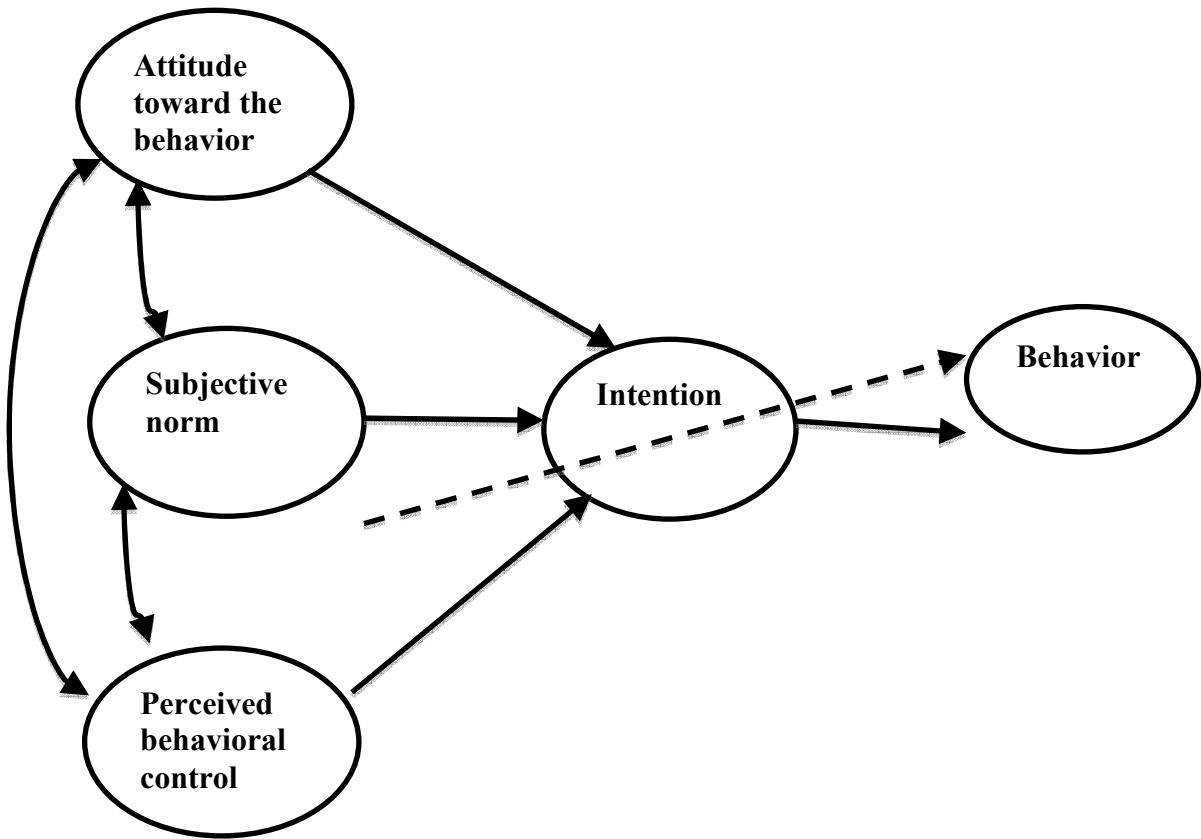 Attitude
toward the
behavior
Subjective
norm
Intention
Behavior
Perceived
behavioral
control